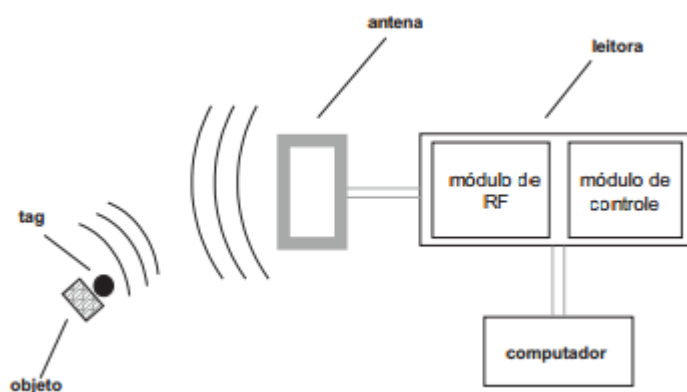 antena
leitora
módulo de
RF
módulo de
controle
tag
computador
objeto